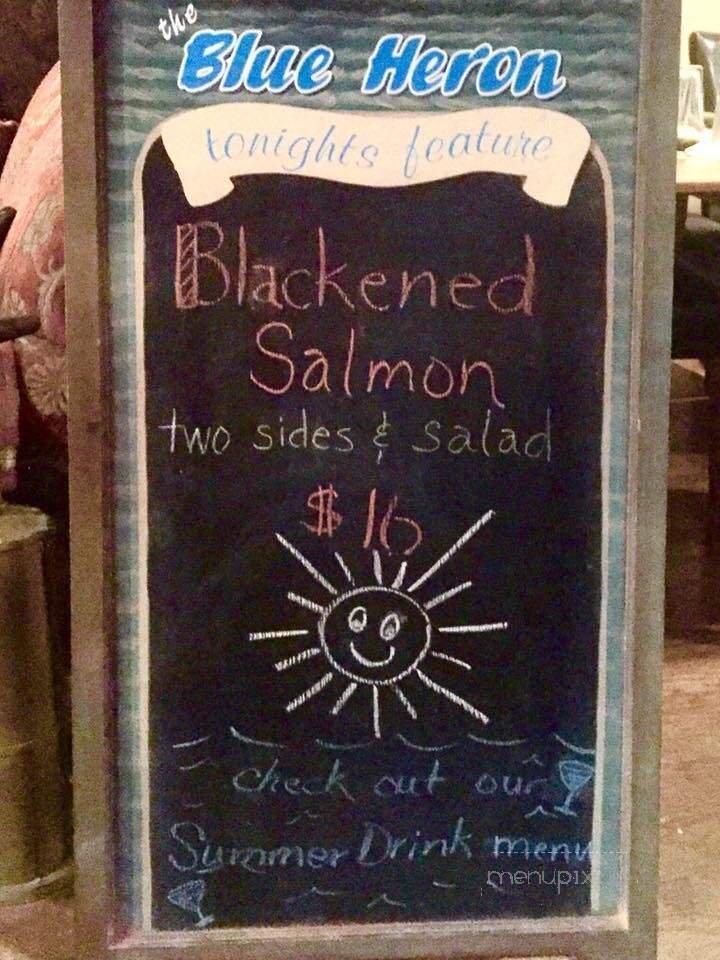 the
Blue Heron
tonights feature
Blackened
Salmon
two sides & salad
$16
check out our
Summer Drink menu
menupix